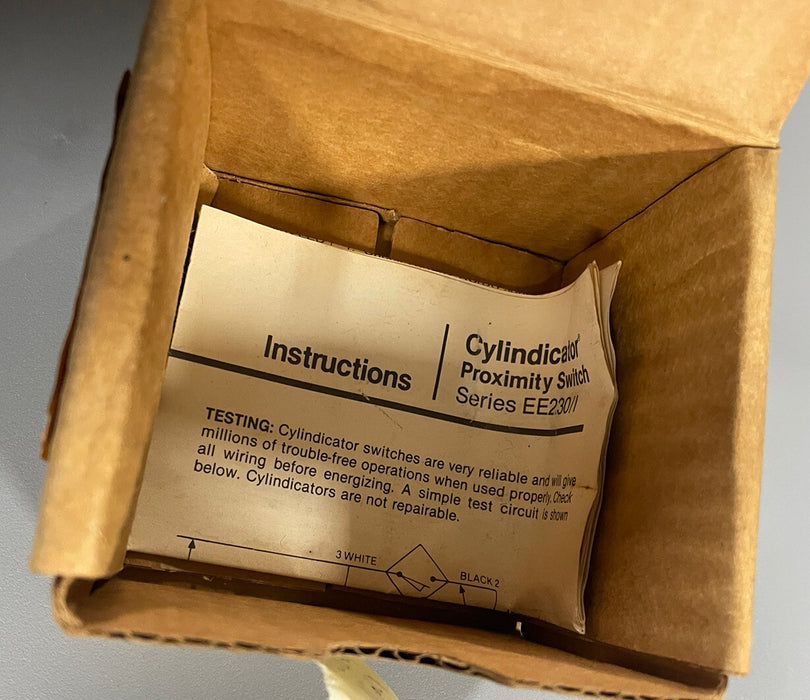 Instructions
Cylindicator®
Proximity Switch
Series EE230/I
TESTING: Cylindicator switches are very reliable and will give
millions of trouble-free operations when used properly. Check
all wiring before energizing. A simple test circuit is shown
below. Cylindicators are not repairable.
3 WHITE
BLACK 2